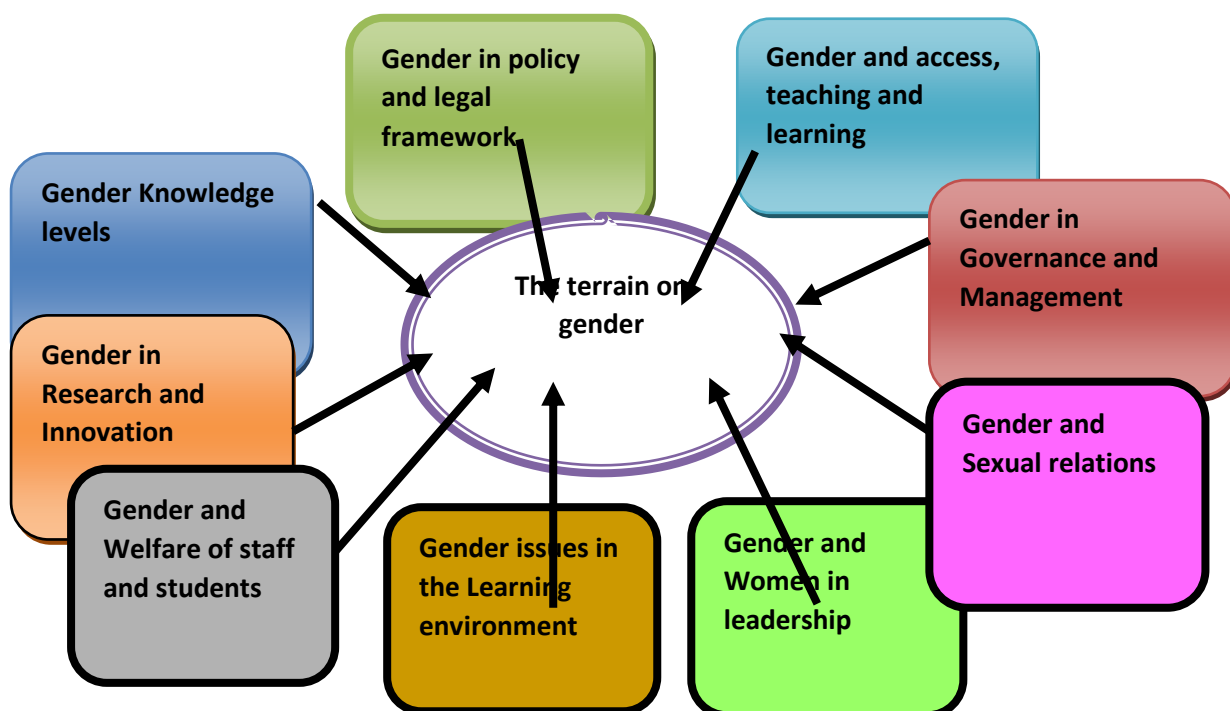 Gender in policy
and legal
framework
Gender and access,
teaching and
learning
Gender Knowledge
levels
Gender in
Governance and
Management
The terrain on
gender
Gender in
Research and
Innovation
Gender and
Sexual relations
Gender and
Welfare of staff
and students
Gender issues in
the Learning
environment
Gender and
Women in
leadership